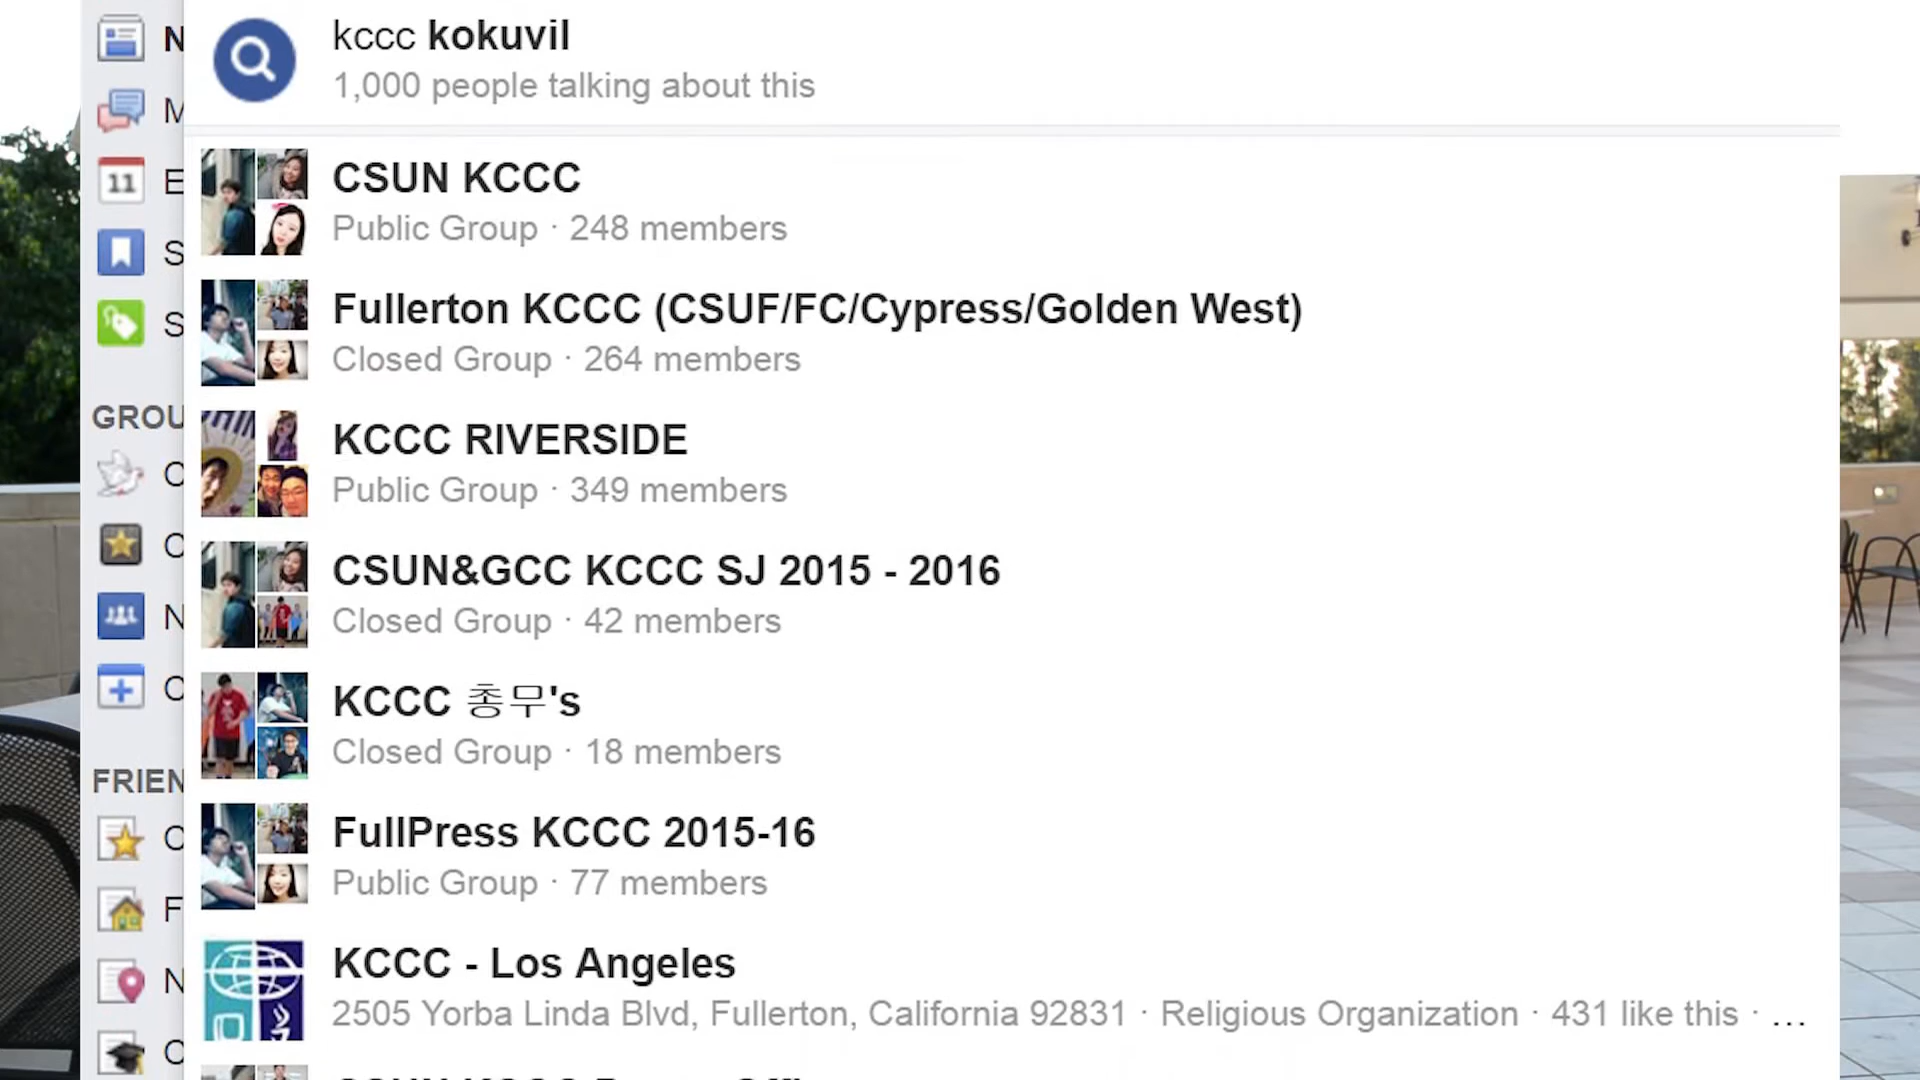 kccc kokuvil
1,000 people talking about this
CSUN KCCC
Public Group · 248 members
Fullerton KCCC (CSUF/FC/Cypress/Golden West)
Closed Group · 264 members
KCCC RIVERSIDE
Public Group · 349 members
CSUN&GCC KCCC SJ 2015 - 2016
Closed Group · 42 members
KCCC 총무's
Closed Group · 18 members
FullPress KCCC 2015-16
Public Group · 77 members
KCCC - Los Angeles
2505 Yorba Linda Blvd, Fullerton, California 92831 · Religious Organization · 431 like this · ...
N
M
11 E
S
S
GROU
C
C
N
C
FRIEN
C
F
N
C